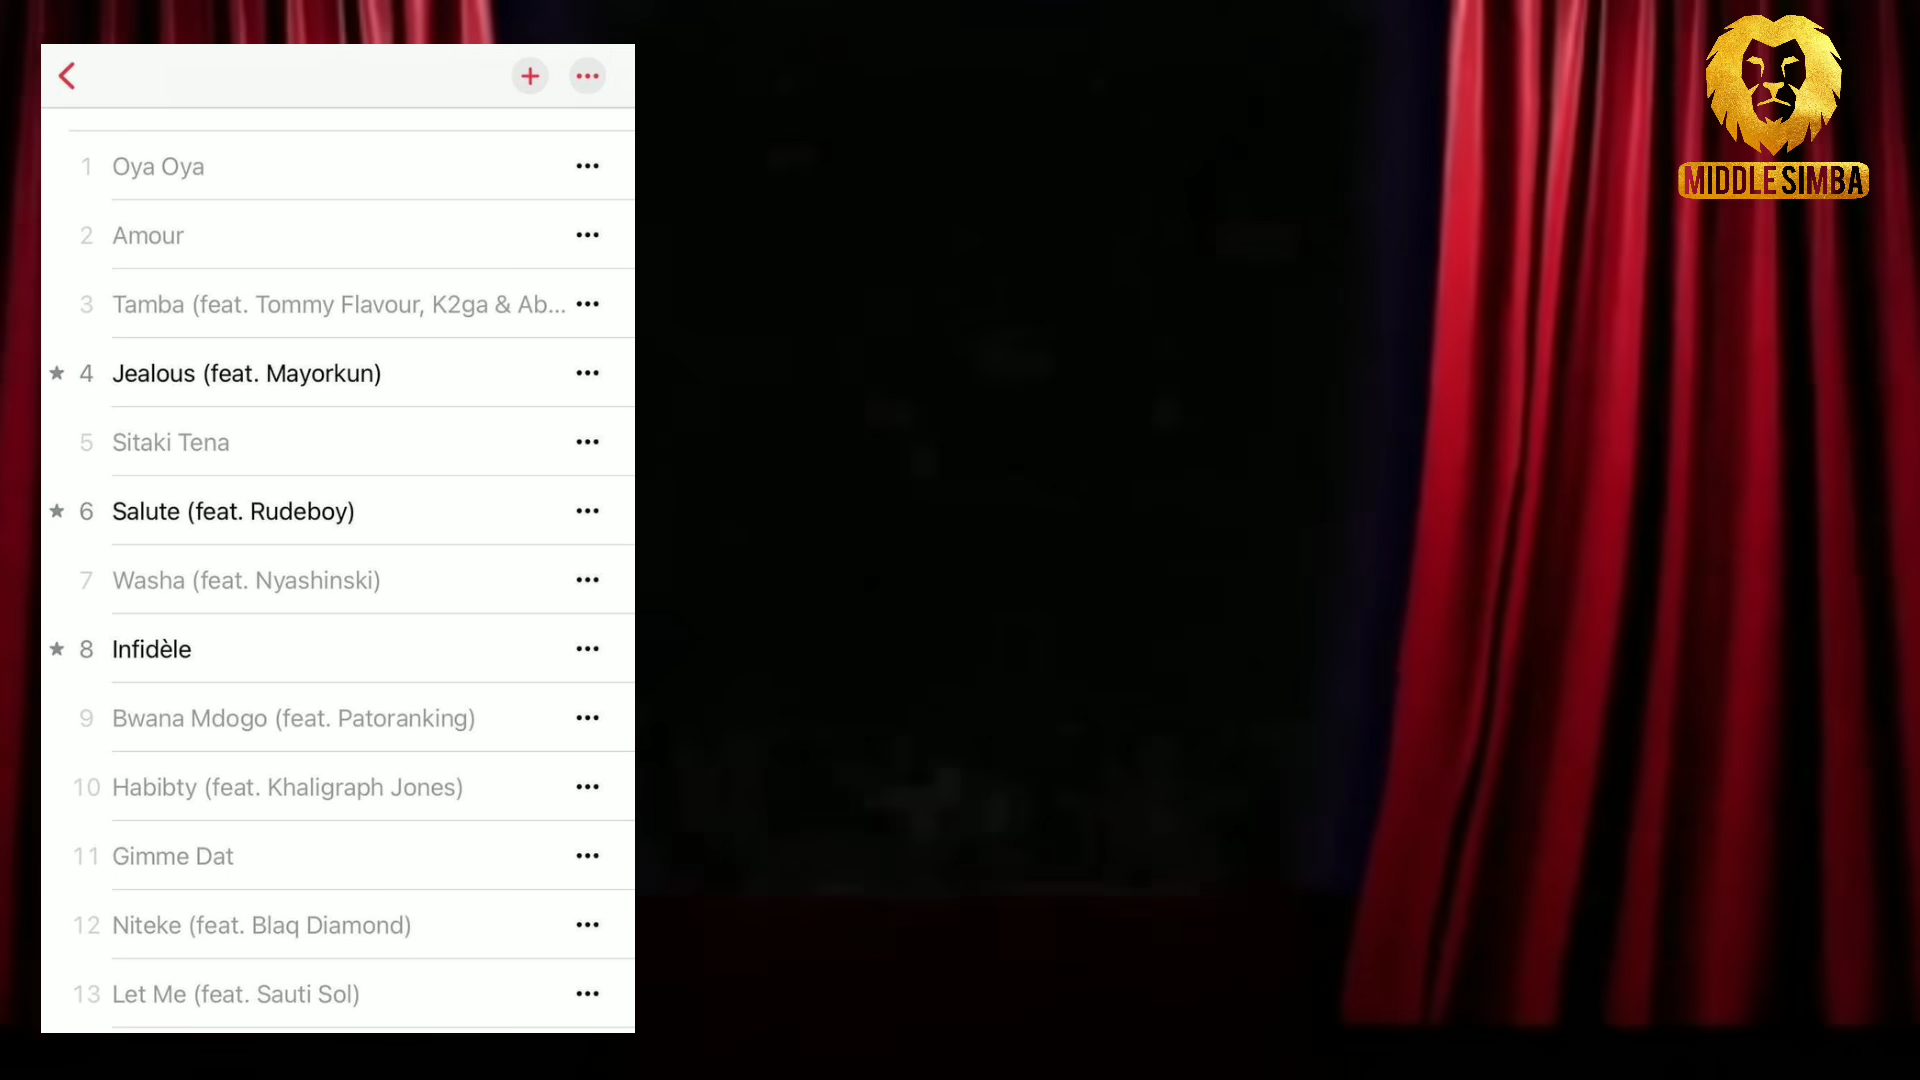 1 Oya Oya
2 Amour
3 Tamba (feat. Tommy Flavour, K2ga & Ab...
4 Jealous (feat. Mayorkun)
5 Sitaki Tena
6 Salute (feat. Rudeboy)
7 Washa (feat. Nyashinski)
8 Infidèle
9 Bwana Mdogo (feat. Patoranking)
10 Habibty (feat. Khaligraph Jones)
11 Gimme Dat
12 Niteke (feat. Blaq Diamond)
13 Let Me (feat. Sauti Sol)
MIDDLE SIMBA